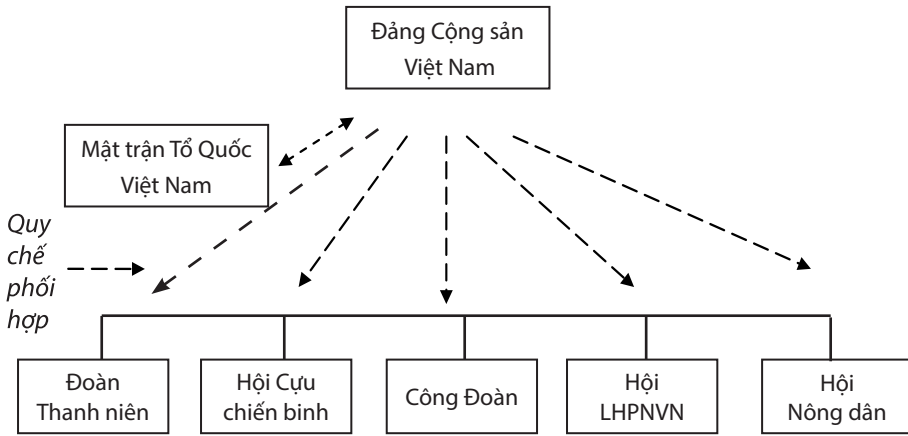 Đảng Cộng sản
Việt Nam
Mật trận Tổ Quốc
Việt Nam
Quy
chế
phối
hợp
Đoàn
Thanh niên
Hội Cựu
chiến binh
Công Đoàn
Hội
LHPNVN
Hội
Nông dân